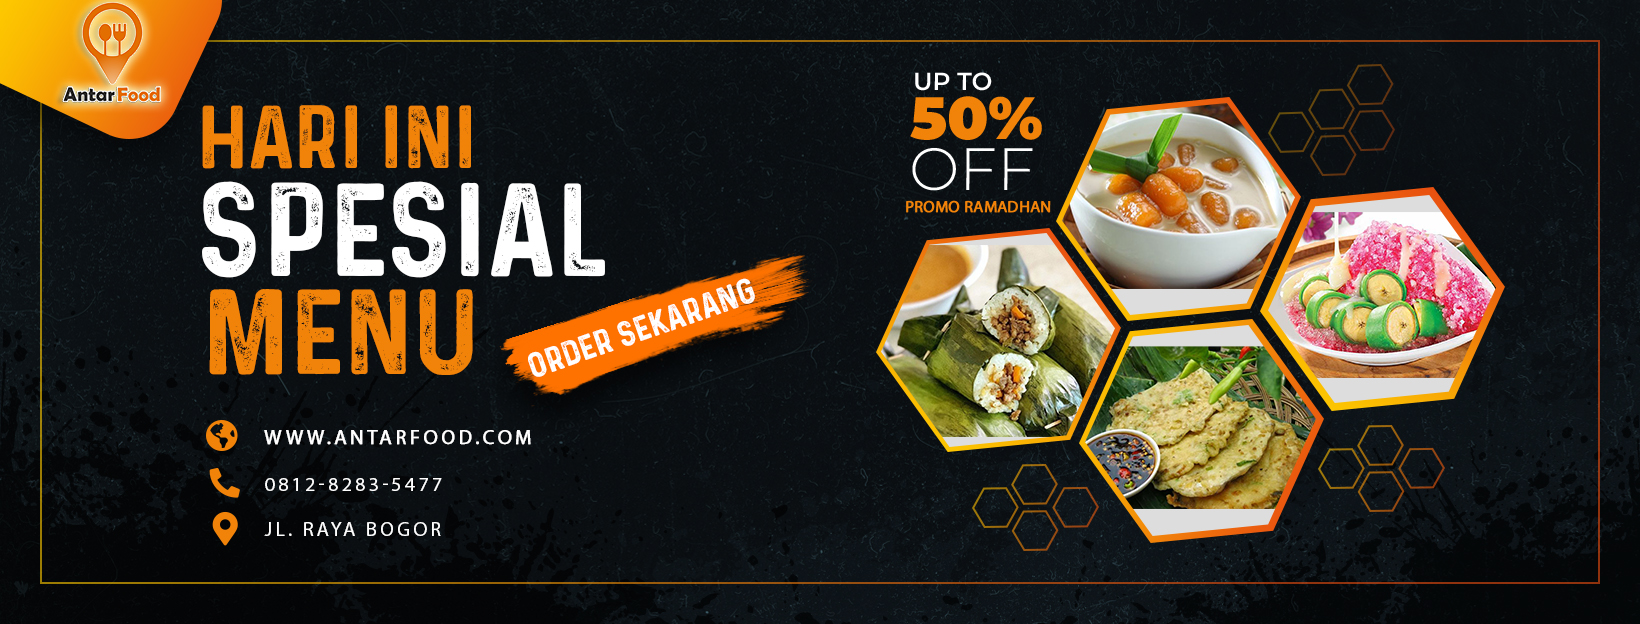 AntarFood
HARI INI
SPESIAL
MENU
ORDER SEKARANG
WWW.ANTARFOOD.COM
0812-8283-5477
JL. RAYA BOGOR
UP TO
50%
OFF
PROMO RAMADHAN